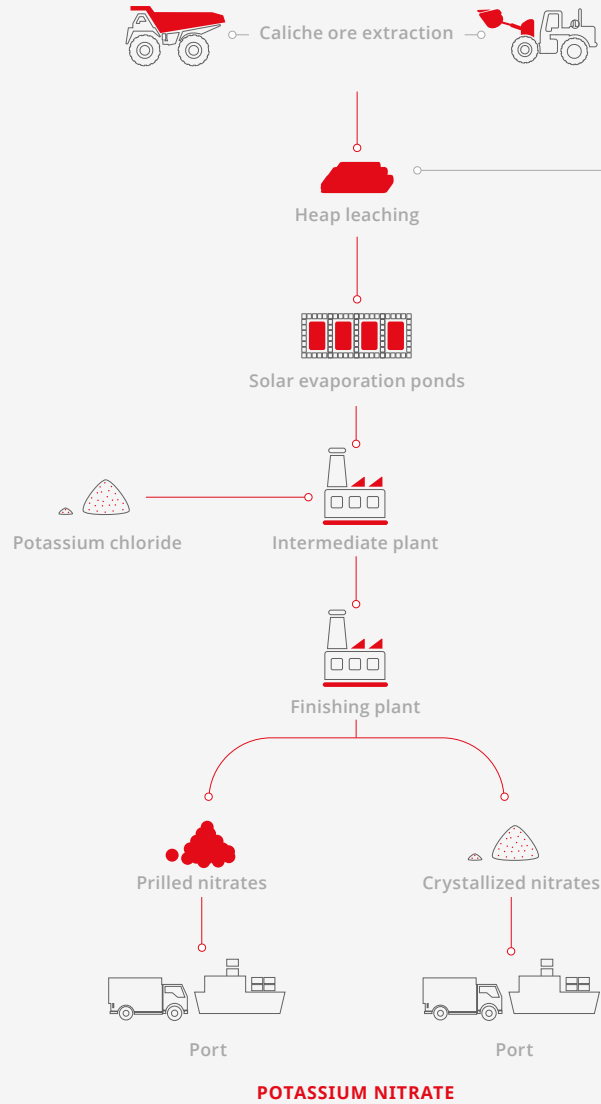 Caliche ore extraction
Heap leaching
Solar evaporation ponds
Potassium chloride
Intermediate plant
Finishing plant
Prilled nitrates
Crystallized nitrates
Port
Port
POTASSIUM NITRATE